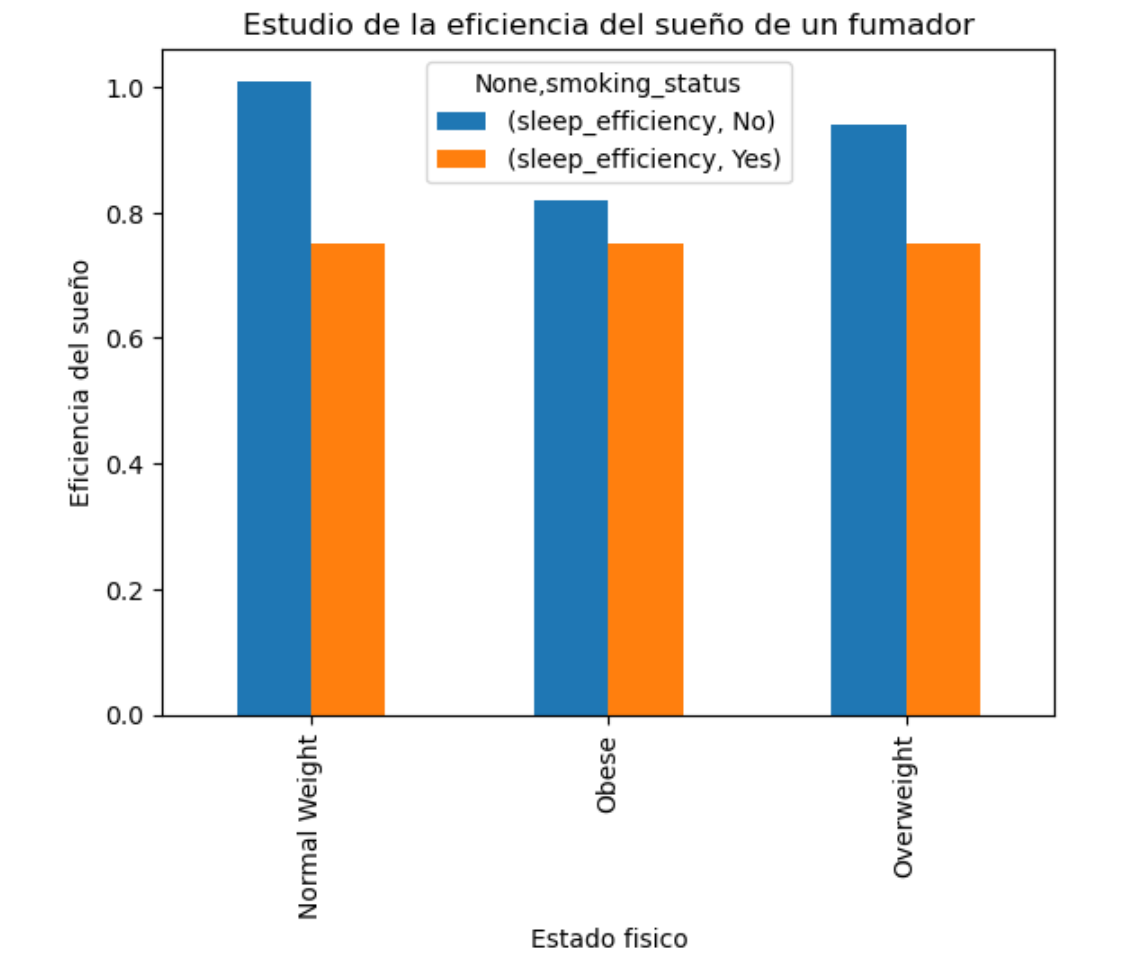 Estudio de la eficiencia del sueño de un fumador
None,smoking_status
(sleep_efficiency, No)
(sleep_efficiency, Yes)
1.0
0.8
0.6
0.4
0.2
0.0
Eficiencia del sueño
Normal Weight
Obese
Overweight
Estado fisico